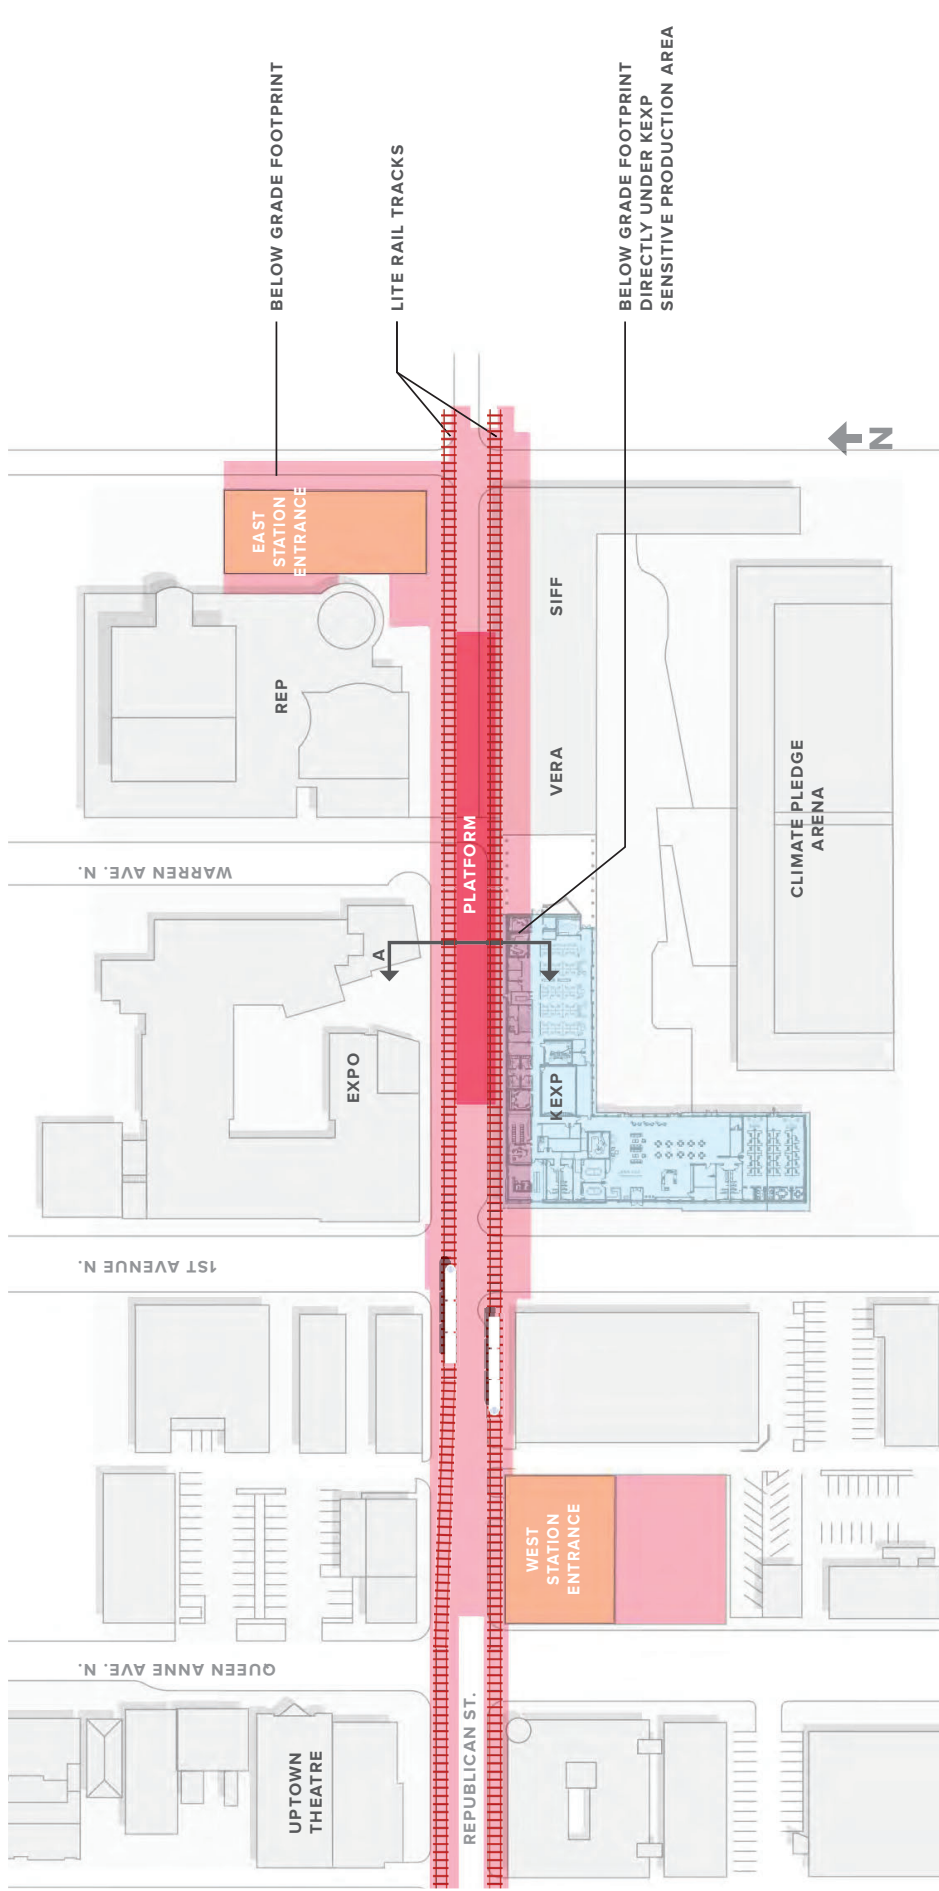 BELOW GRADE FOOTPRINT
LITE RAIL TRACKS
BELOW GRADE FOOTPRINT
DIRECTLY UNDER KEXP
SENSITIVE PRODUCTION AREA
N
EAST
STATION
ENTRANCE
SIFF
REP
VERA
CLIMATE PLEDGE
ARENA
PLATFORM
WARREN AVE. N.
A
EXPO
KEXP
1ST AVENUE N.
WEST
STATION
ENTRANCE
QUEEN ANNE AVE. N.
REPUBLICAN ST.
UPTOWN
THEATRE